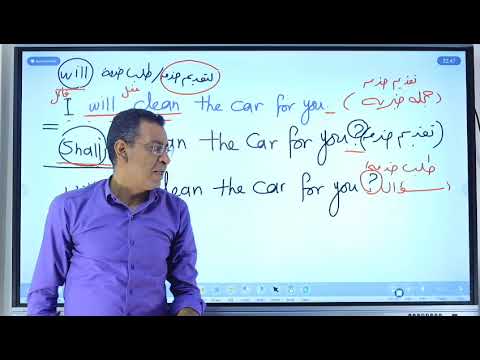 will / طلب خدمة / لتقديم خدمة
فاعل فعل تقديم خدمه
I will clean the car for you. (جملة خبرية)
Shall clean the car for you? (تقديم خدمة)
طلب خدمة
clean the car for you? سؤال